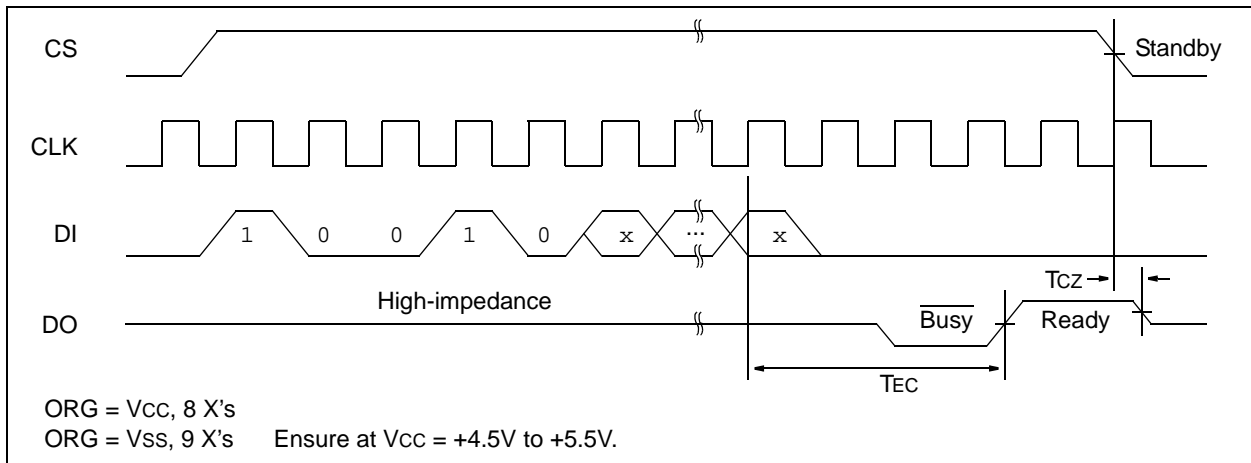 CS
Standby
CLK
DI
1 0 0 1 0 x ... x
TCZ
High-impedance
DO
Busy
Ready
TEC
ORG = VCC, 8 X's
ORG = VSS, 9 X's Ensure at VCC = +4.5V to +5.5V.